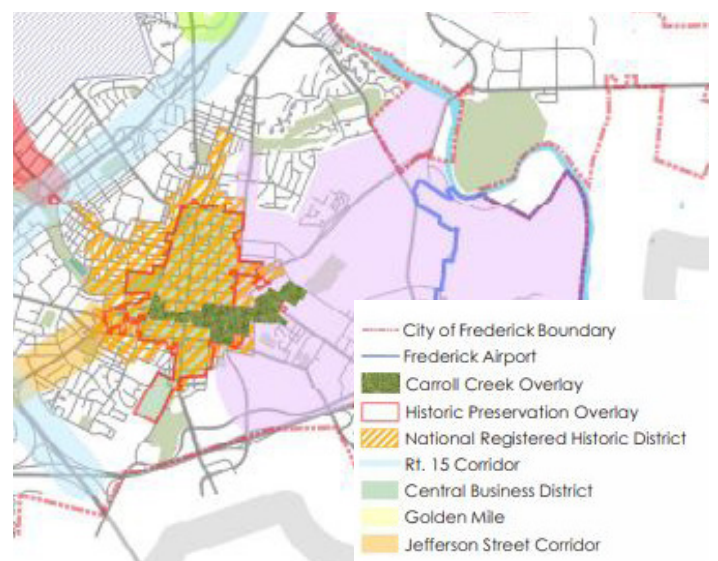 City of Frederick Boundary
Frederick Airport
Carroll Creek Overlay
Historic Preservation Overlay
National Registered Historic District
Rt. 15 Corridor
Central Business District
Golden Mile
Jefferson Street Corridor